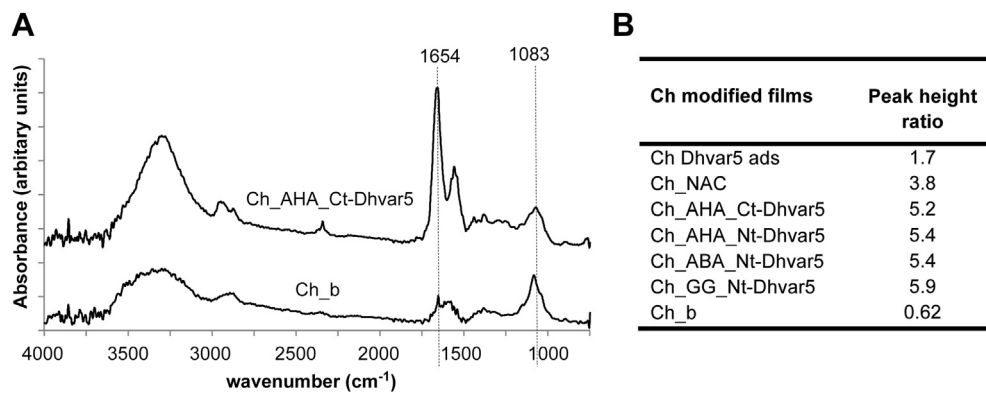 A
1654
1083
Absorbance (arbitary units)
Ch_AHA_Ct-Dhvar5
Ch_b
4000
3500
3000
2500
2000
1500
1000
wavenumber (cm⁻¹)
B
Ch modified films Peak height ratio
Ch Dhvar5 ads 1.7
Ch_NAC 3.8
Ch_AHA_Ct-Dhvar5 5.2
Ch_AHA_Nt-Dhvar5 5.4
Ch_ABA_Nt-Dhvar5 5.4
Ch_GG_Nt-Dhvar5 5.9
Ch_b 0.62